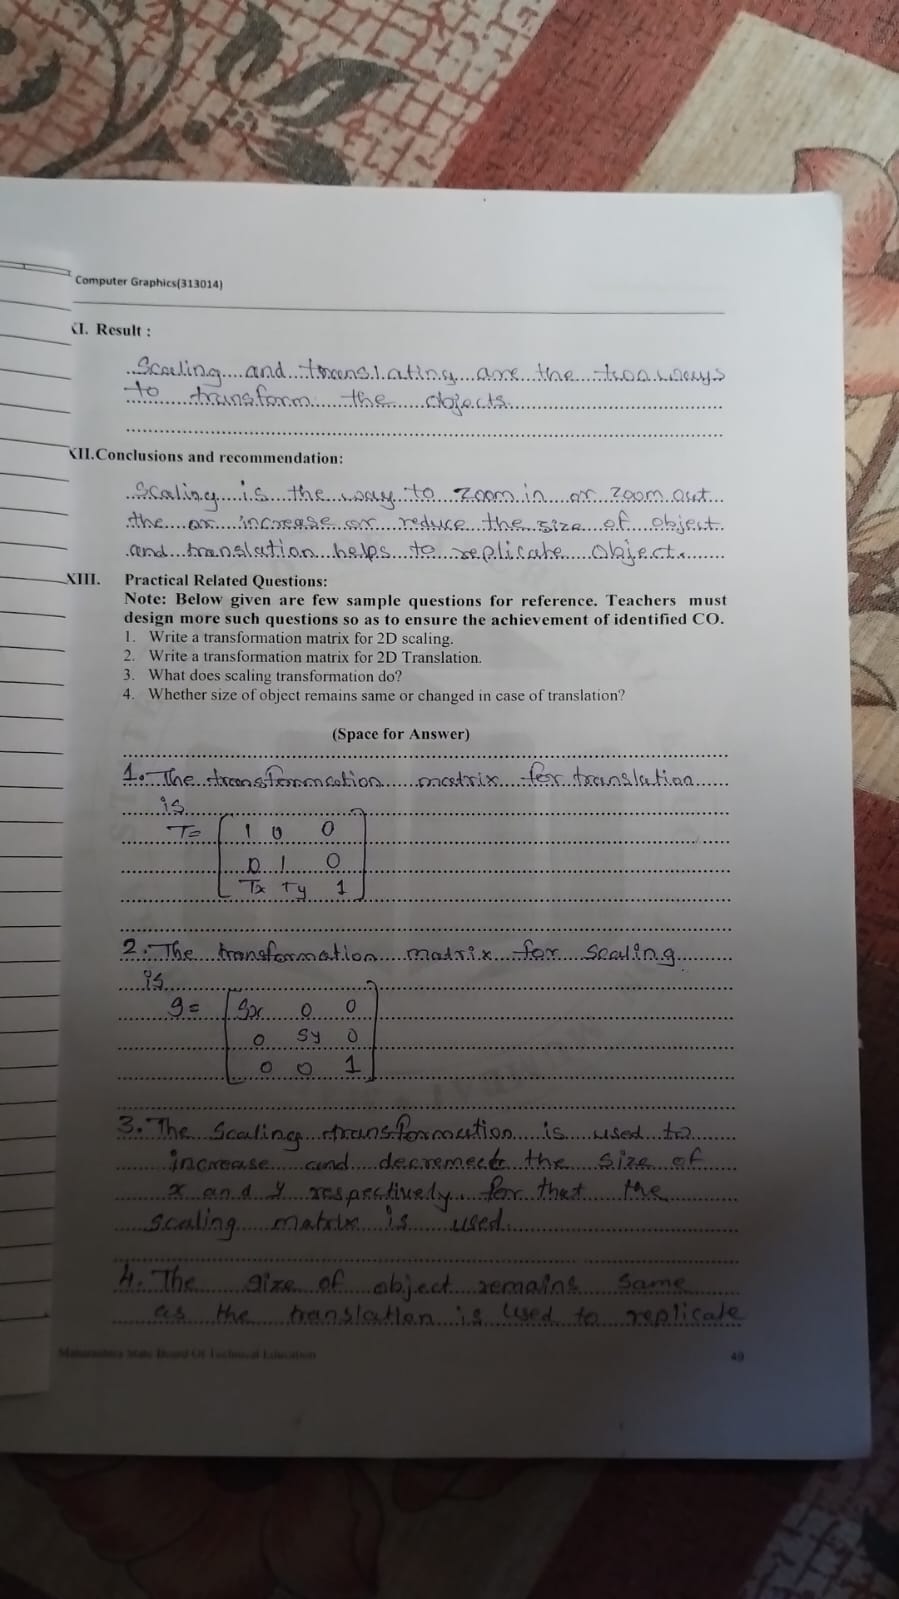 Computer Graphics(313014)
XI. Result :
Scaling and translating are the two ways
to transform the objects.
XII.Conclusions and recommendation:
Scaling is the way to zoom in or zoom out
the or increase or reduce the size of object
and translation helps to replicate object.
XIII. Practical Related Questions:
Note: Below given are few sample questions for reference. Teachers must
design more such questions so as to ensure the achievement of identified CO.
1. Write a transformation matrix for 2D scaling.
2. Write a transformation matrix for 2D Translation.
3. What does scaling transformation do?
4. Whether size of object remains same or changed in case of translation?
(Space for Answer)
1. The transformation matrix for translation
is
T= 1 0 0
0 1 0
Tx Ty 1
2. The transformation matrix for scaling
is
S= Sx 0 0
0 Sy 0
0 0 1
3. The Scaling transformation is used to
increase and the size of
x and y respectively. for that the
scaling matrix is used.
4. The size of object remains same
as the translation is used to replicate
Maharashtra State Board Of Technical Education 49